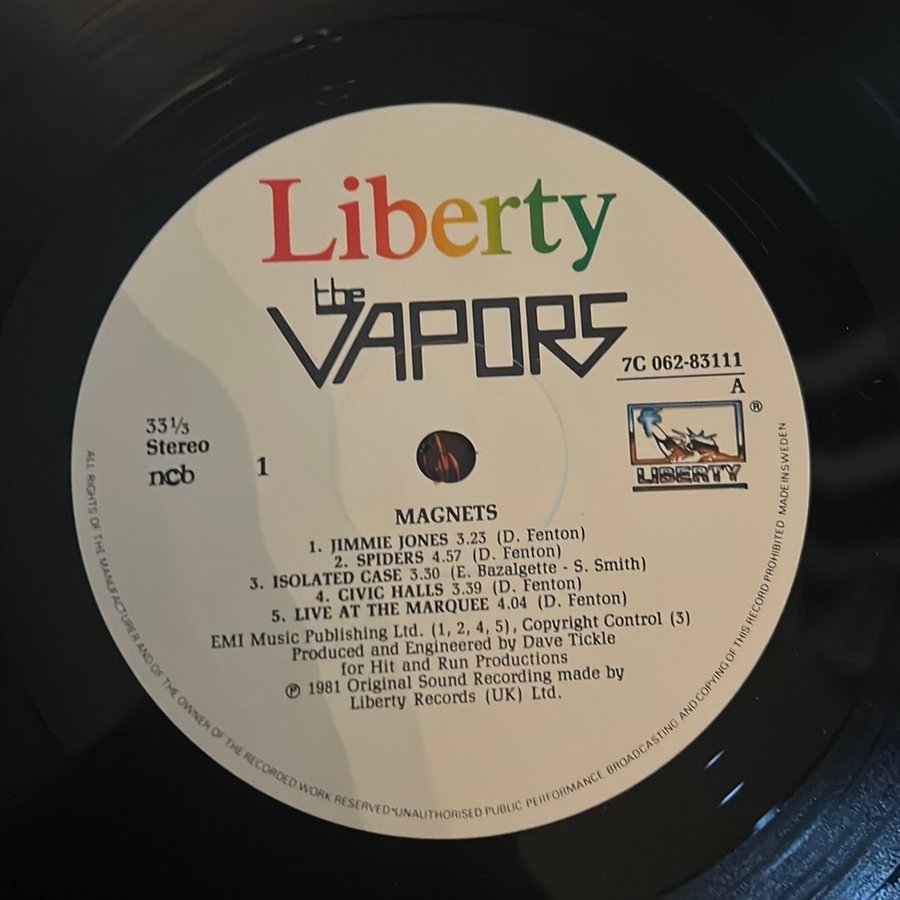 Liberty
the
VAPORS
7C 062-83111
A
®
LIBERTY
33⅓
Stereo
ncb
1
MAGNETS
1. JIMMIE JONES 3.23 (D. Fenton)
2. SPIDERS 4.57 (D. Fenton)
3. ISOLATED CASE 3.30 (E. Bazalgette - S. Smith)
4. CIVIC HALLS 3.39 (D. Fenton)
5. LIVE AT THE MARQUEE 4.04 (D. Fenton)
EMI Music Publishing Ltd. (1, 2, 4, 5), Copyright Control (3)
Produced and Engineered by Dave Tickle
for Hit and Run Productions
℗ 1981 Original Sound Recording made by
Liberty Records (UK) Ltd.
ALL RIGHTS OF THE MANUFACTURER AND OF THE OWNER OF THE RECORDED WORK RESERVED • UNAUTHORISED PUBLIC PERFORMANCE BROADCASTING AND COPYING OF THIS RECORD PROHIBITED MADE IN SWEDEN